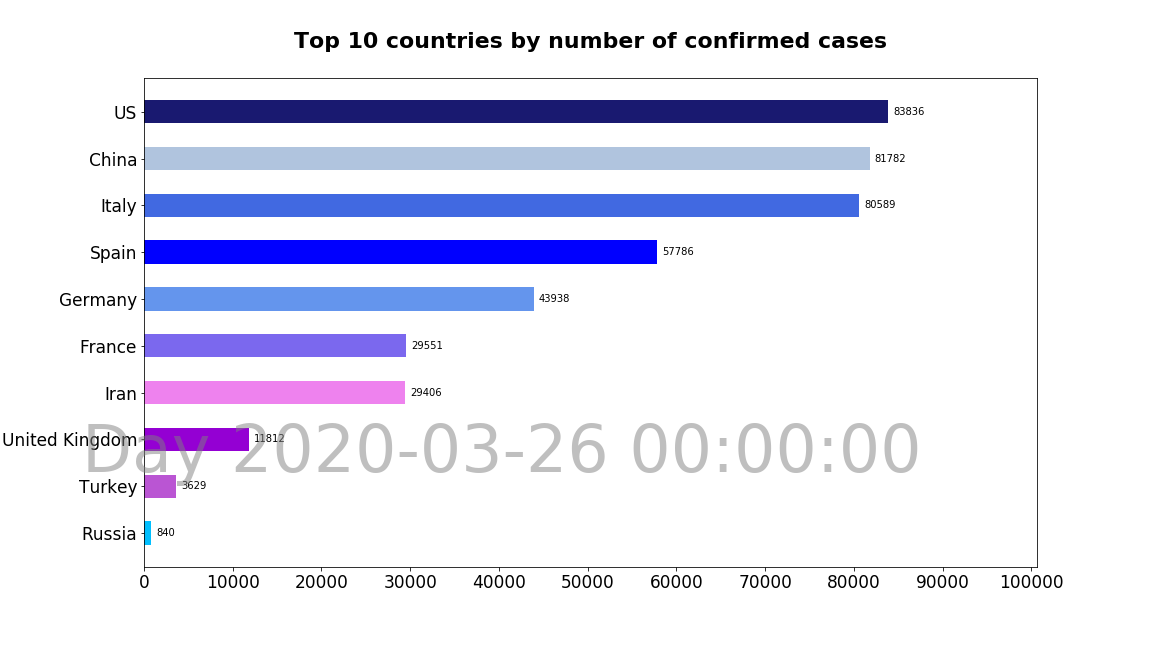 Top 10 countries by number of confirmed cases
US 83836
China 81782
Italy 80589
Spain 57786
Germany 43938
France 29551
Iran 29406
United Kingdom 11812
Day 2020-03-26 00:00:00
Turkey 3629
Russia 840
0 10000 20000 30000 40000 50000 60000 70000 80000 90000 100000